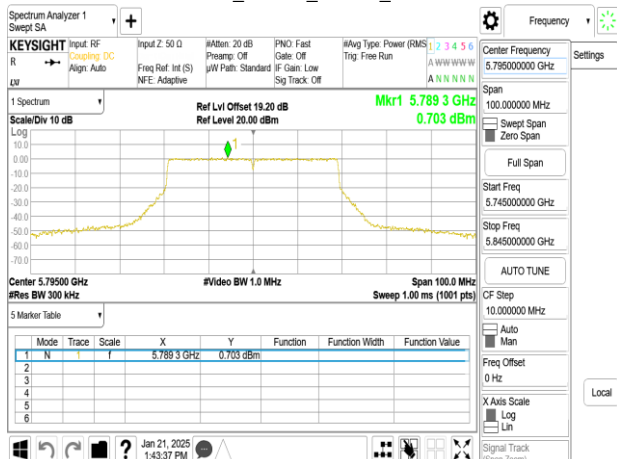 Spectrum Analyzer 1
Swept SA
+
Frequency
KEYSIGHT
R
Input: RF
Coupling: DC
Align: Auto
Input Z: 50 Ω
Freq Ref: Int (S)
NFE: Adaptive
#Atten: 20 dB
Preamp: Off
µW Path: Standard
PNO: Fast
Gate: Off
IF Gain: Low
Sig Track: Off
#Avg Type: Power (RMS
Trig: Free Run
1 2 3 4 5 6
A W W W W W
A N N N N N
1 Spectrum
Scale/Div 10 dB
Ref Lvl Offset 19.20 dB
Ref Level 20.00 dBm
Mkr1 5.789 3 GHz
0.703 dBm
Log
10.0
0.00
-10.0
-20.0
-30.0
-40.0
-50.0
-60.0
-70.0
1
Center 5.79500 GHz
#Res BW 300 kHz
#Video BW 1.0 MHz
Span 100.0 MHz
Sweep 1.00 ms (1001 pts)
5 Marker Table
Mode Trace Scale X Y Function Function Width Function Value
1 N 1 f 5.789 3 GHz 0.703 dBm
2
3
4
5
6
Jan 21, 2025
1:43:37 PM
Center Frequency
5.795000000 GHz
Settings
Span
100.000000 MHz
Swept Span
Zero Span
Full Span
Start Freq
5.745000000 GHz
Stop Freq
5.845000000 GHz
AUTO TUNE
CF Step
10.000000 MHz
Auto
Man
Freq Offset
0 Hz
X Axis Scale
Log
Lin
Local
Signal Track